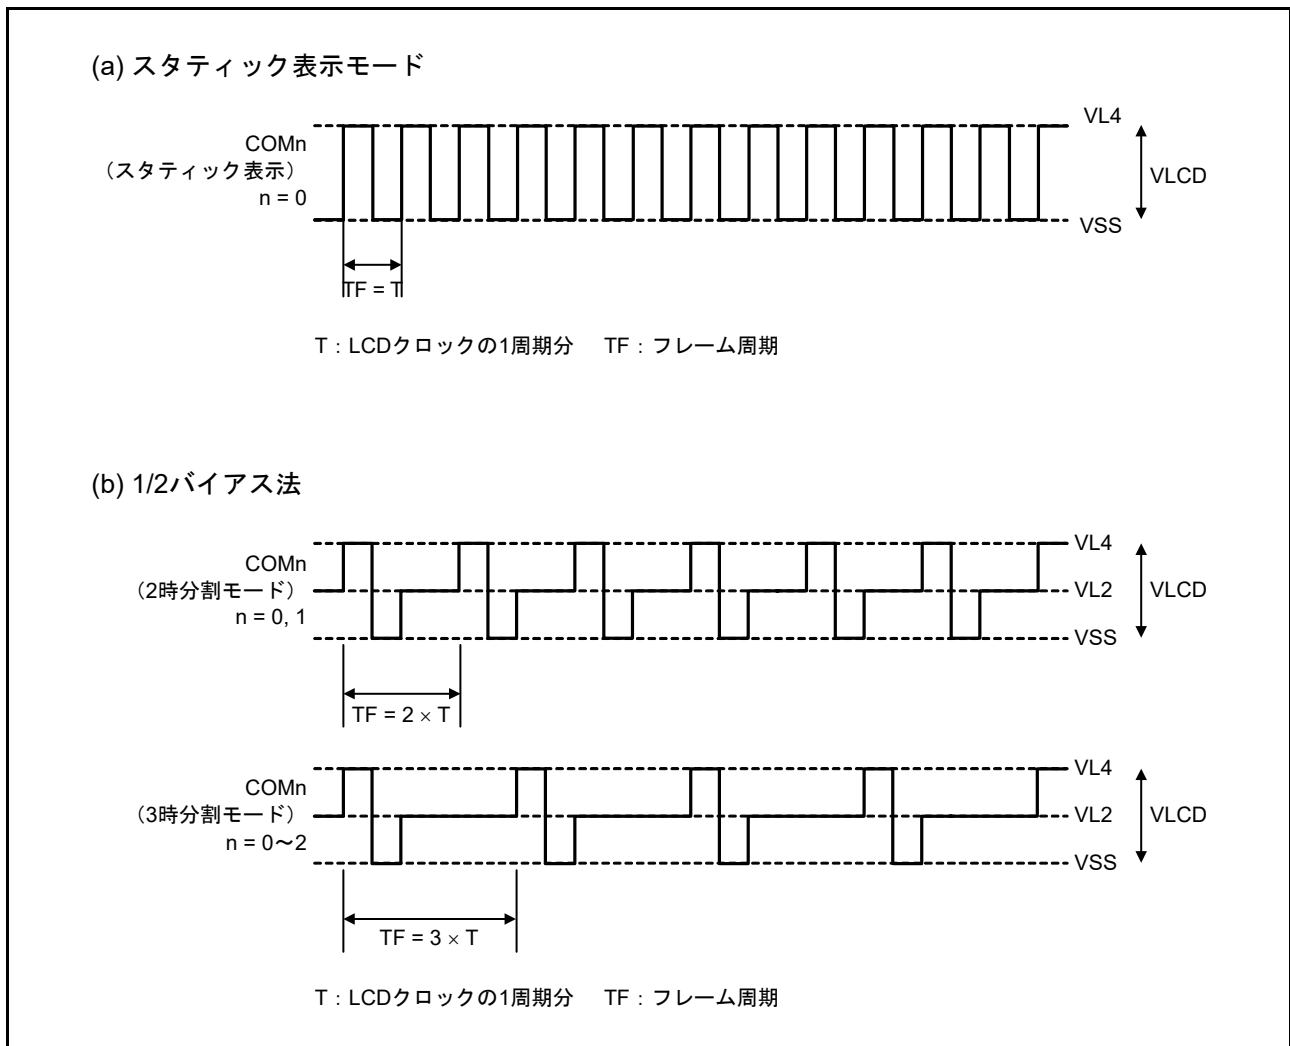 (a) スタティック表示モード
COMn
（スタティック表示）
n = 0
VL4
VLCD
VSS
TF = T
T：LCDクロックの1周期分 TF：フレーム周期
(b) 1/2バイアス法
COMn
（2時分割モード）
n = 0, 1
VL4
VL2
VLCD
VSS
TF = 2 × T
COMn
（3時分割モード）
n = 0～2
VL4
VL2
VLCD
VSS
TF = 3 × T
T：LCDクロックの1周期分 TF：フレーム周期